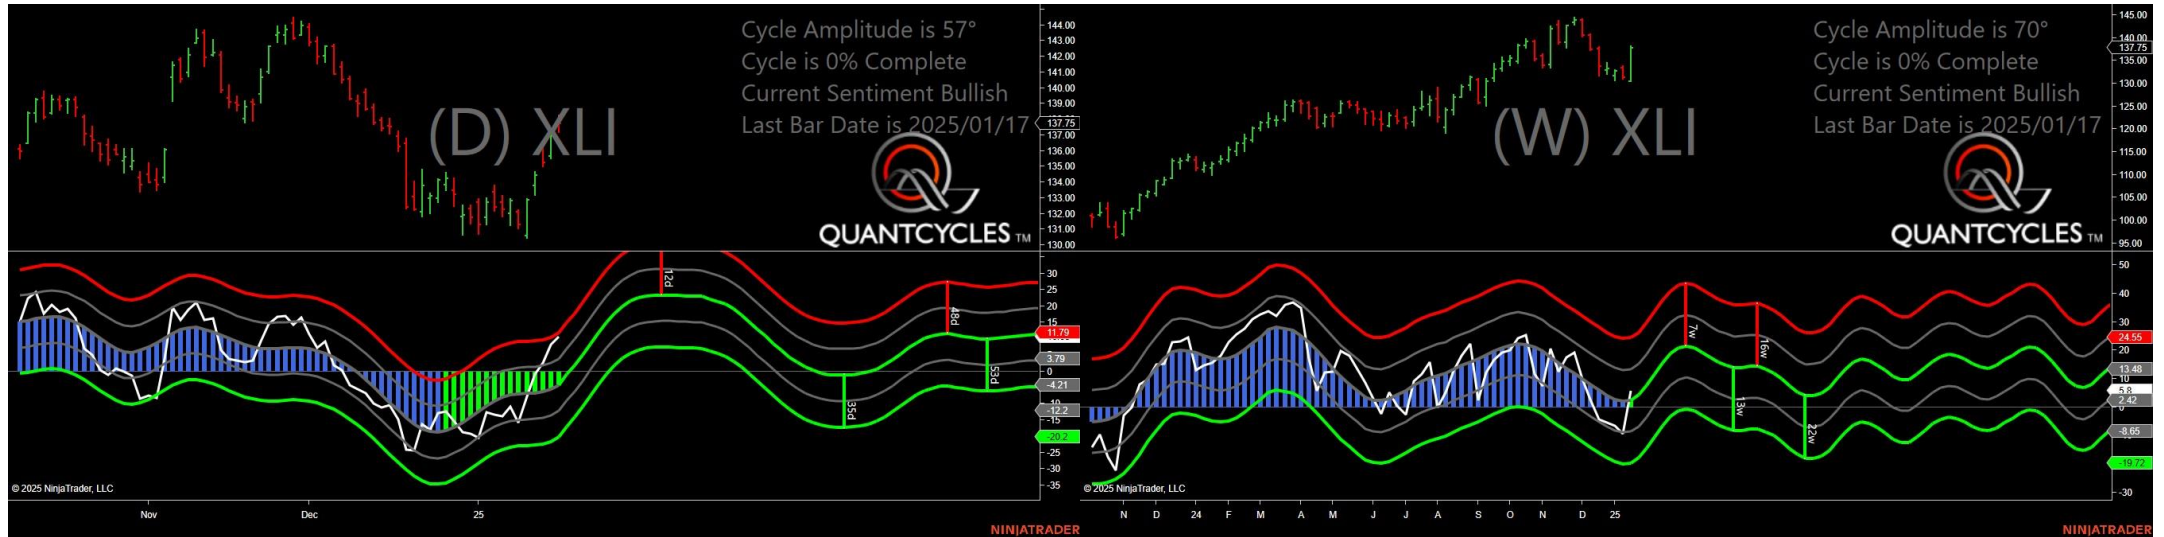 Cycle Amplitude is 57°
Cycle is 0% Complete
Current Sentiment Bullish
Last Bar Date is 2025/01/17
(D) XLI
QUANTCYCLES TM
144.00
143.00
142.00
141.00
140.00
139.00
137.75
137.00
136.00
135.00
134.00
133.00
132.00
131.00
130.00
12d
48d
35d
53d
30
25
20
15
11.79
3.79
0
-4.21
-10
-12.2
-15
-20.2
-25
-30
-35
© 2025 NinjaTrader, LLC
Nov
Dec
25
NINJATRADER
Cycle Amplitude is 70°
Cycle is 0% Complete
Current Sentiment Bullish
Last Bar Date is 2025/01/17
(W) XLI
QUANTCYCLES TM
145.00
140.00
137.75
135.00
130.00
125.00
120.00
115.00
110.00
105.00
100.00
95.00
7w
16w
13w
22w
50
40
30
24.55
20
13.48
10
5.8
2.42
0
-8.65
-19.72
-30
© 2025 NinjaTrader, LLC
N
D
24
F
M
A
M
J
J
A
S
O
N
D
25
NINJATRADER